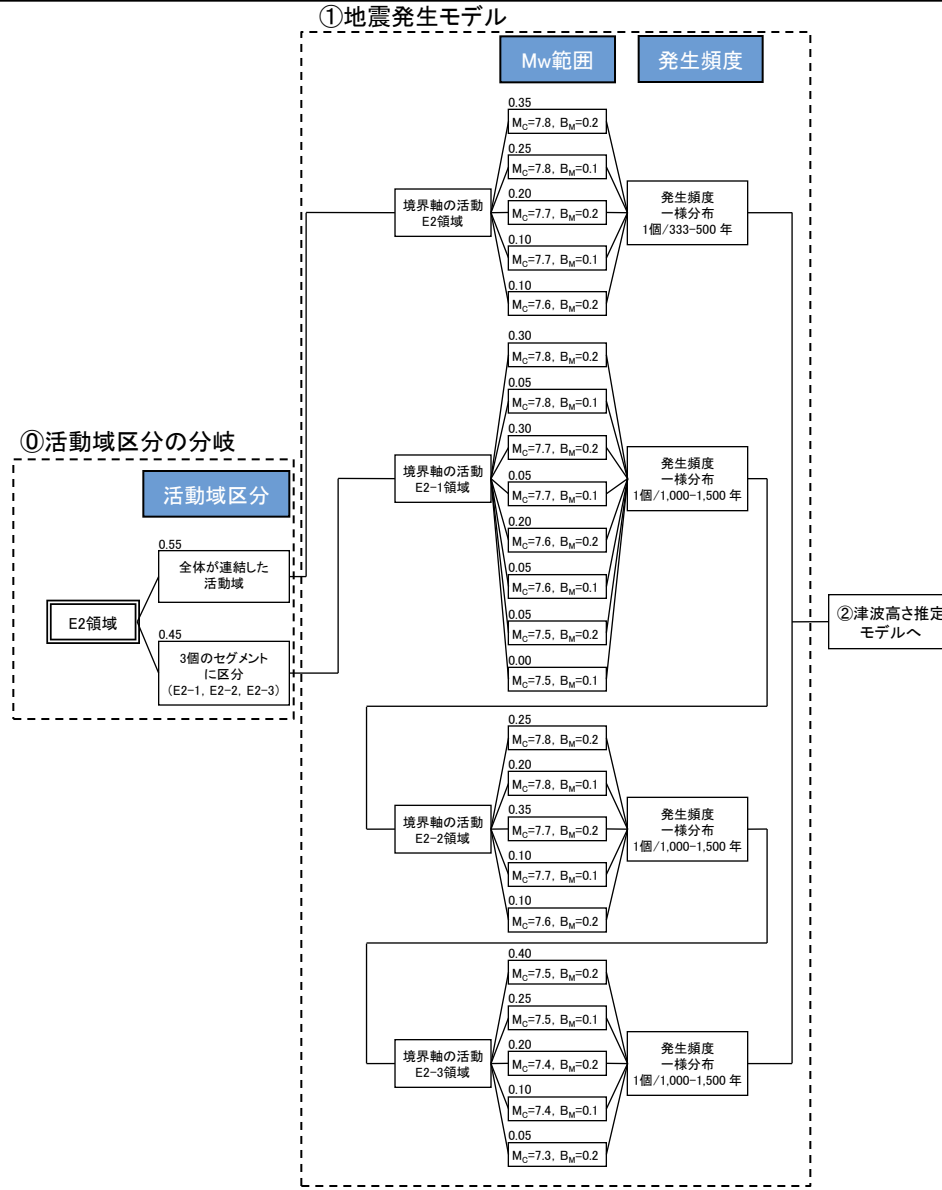 ①地震発生モデル
Mw範囲
発生頻度
0.35
MC=7.8, BM=0.2
0.25
MC=7.8, BM=0.1
0.20
MC=7.7, BM=0.2
0.10
MC=7.7, BM=0.1
0.10
MC=7.6, BM=0.2
境界軸の活動
E2領域
発生頻度
一様分布
1個/333-500 年
0.30
MC=7.8, BM=0.2
0.05
MC=7.8, BM=0.1
0.30
MC=7.7, BM=0.2
0.05
MC=7.7, BM=0.1
0.20
MC=7.6, BM=0.2
0.05
MC=7.6, BM=0.1
0.05
MC=7.5, BM=0.2
0.00
MC=7.5, BM=0.1
境界軸の活動
E2-1領域
発生頻度
一様分布
1個/1,000-1,500 年
⓪活動域区分の分岐
活動域区分
0.55
全体が連結した
活動域
E2領域
0.45
3個のセグメント
に区分
(E2-1, E2-2, E2-3)
②津波高さ推定
モデルへ
0.25
MC=7.8, BM=0.2
0.20
MC=7.8, BM=0.1
0.35
MC=7.7, BM=0.2
0.10
MC=7.7, BM=0.1
0.10
MC=7.6, BM=0.2
境界軸の活動
E2-2領域
発生頻度
一様分布
1個/1,000-1,500 年
0.40
MC=7.5, BM=0.2
0.25
MC=7.5, BM=0.1
0.20
MC=7.4, BM=0.2
0.10
MC=7.4, BM=0.1
0.05
MC=7.3, BM=0.2
境界軸の活動
E2-3領域
発生頻度
一様分布
1個/1,000-1,500 年